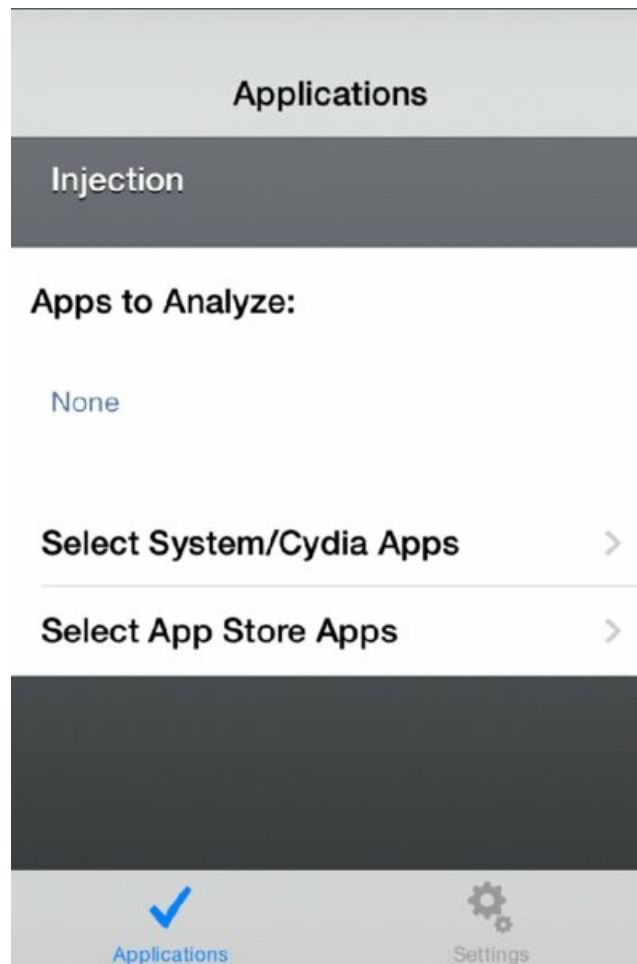 Applications
Injection
Apps to Analyze:
None
Select System/Cydia Apps
Select App Store Apps
Applications
Settings